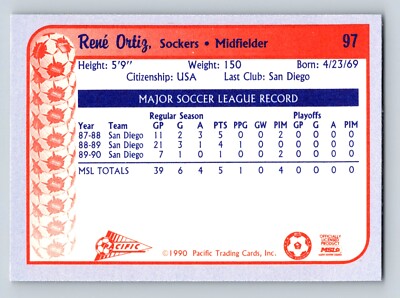 René Ortiz, Sockers • Midfielder 97
Height: 5'9" Weight: 150 Born: 4/23/69
Citizenship: USA Last Club: San Diego
MAJOR SOCCER LEAGUE RECORD
Regular Season Playoffs
Year Team GP G A PTS PPG GW PIM GP G A PIM
87-88 San Diego 11 2 3 5 0 0 2 0 0 0 0
88-89 San Diego 21 3 1 4 1 0 0 0 0 0 0
89-90 San Diego 7 1 0 1 0 0 2 0 0 0 0
MSL TOTALS 39 6 4 5 1 0 4 0 0 0 0
PACIFIC
©1990 Pacific Trading Cards, Inc.
OFFICIALLY
LICENSED
PRODUCT